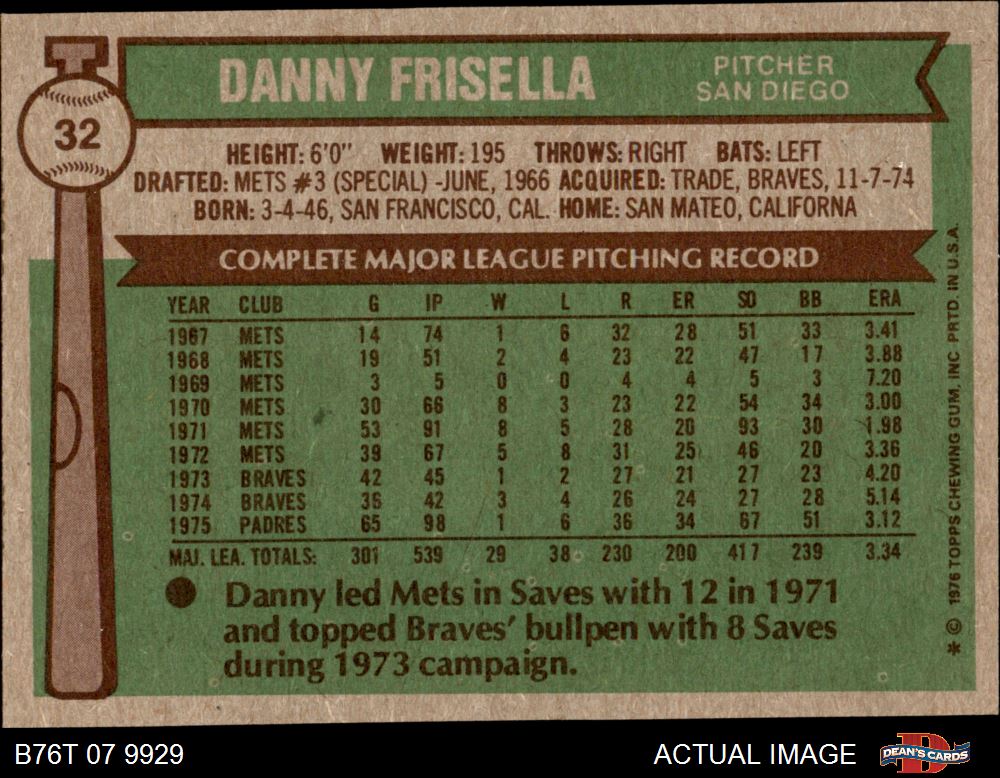 DANNY FRISELLA
PITCHER
SAN DIEGO
32
HEIGHT: 6'0" WEIGHT: 195 THROWS: RIGHT BATS: LEFT
DRAFTED: METS #3 (SPECIAL) -JUNE, 1966 ACQUIRED: TRADE, BRAVES, 11-7-74
BORN: 3-4-46, SAN FRANCISCO, CAL. HOME: SAN MATEO, CALIFORNIA
COMPLETE MAJOR LEAGUE PITCHING RECORD
YEAR CLUB G IP W L R ER SO BB ERA
1967 METS 14 74 1 6 32 28 51 33 3.41
1968 METS 19 51 2 4 23 22 47 17 3.88
1969 METS 3 5 0 0 4 4 5 3 7.20
1970 METS 30 66 8 3 23 22 54 34 3.00
1971 METS 53 91 8 5 28 20 93 30 1.98
1972 METS 39 67 5 8 31 25 46 20 3.36
1973 BRAVES 42 45 1 2 27 21 27 23 4.20
1974 BRAVES 36 42 3 4 26 24 27 28 5.14
1975 PADRES 65 98 1 6 36 34 67 51 3.12
MAJ. LEA. TOTALS: 301 539 29 38 230 200 417 239 3.34
● Danny led Mets in Saves with 12 in 1971
and topped Braves' bullpen with 8 Saves
during 1973 campaign.
* © 1976 TOPPS CHEWING GUM, INC PRTD. IN U.S.A.
B76T 07 9929
ACTUAL IMAGE
D
DEAN'S CARDS